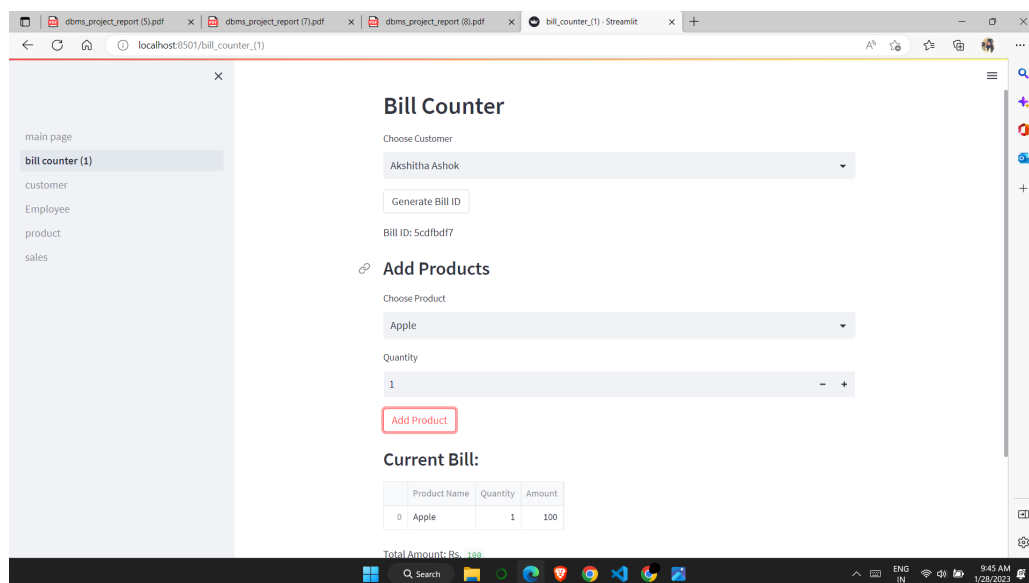 dbms_project_report (5).pdf
dbms_project_report (7).pdf
dbms_project_report (8).pdf
bill_counter_(1) · Streamlit
localhost:8501/bill_counter_(1)
main page
bill counter (1)
customer
Employee
product
sales
Bill Counter
Choose Customer
Akshitha Ashok
Generate Bill ID
Bill ID: 5cdfbdf7
Add Products
Choose Product
Apple
Quantity
1
Add Product
Current Bill:
Product Name Quantity Amount
0 Apple 1 100
Total Amount: Rs. 100
Search
ENG
IN
9:45 AM
1/28/2023